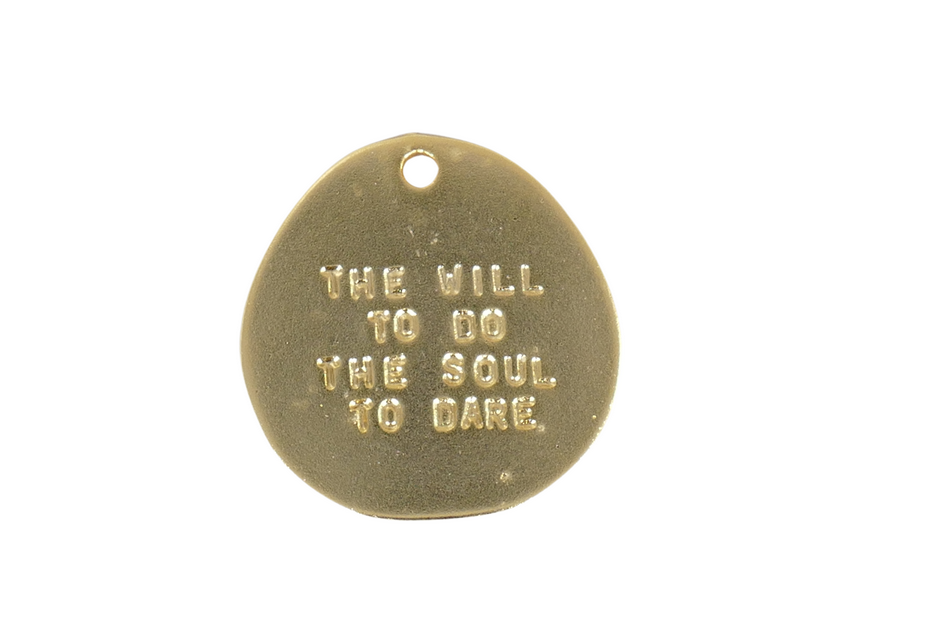 THE WILL
TO DO
THE SOUL
TO DARE